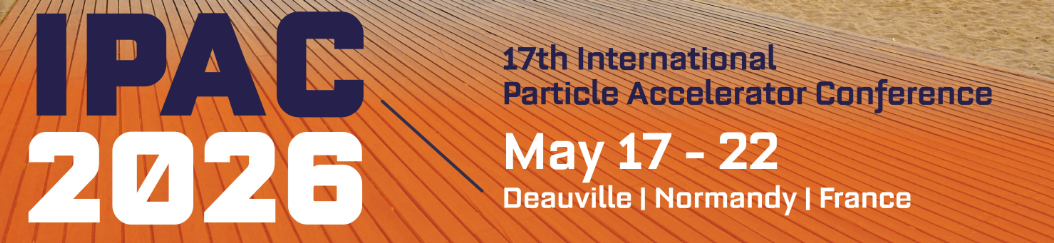 IPAC
2026
17th International
Particle Accelerator Conference
May 17 - 22
Deauville | Normandy | France